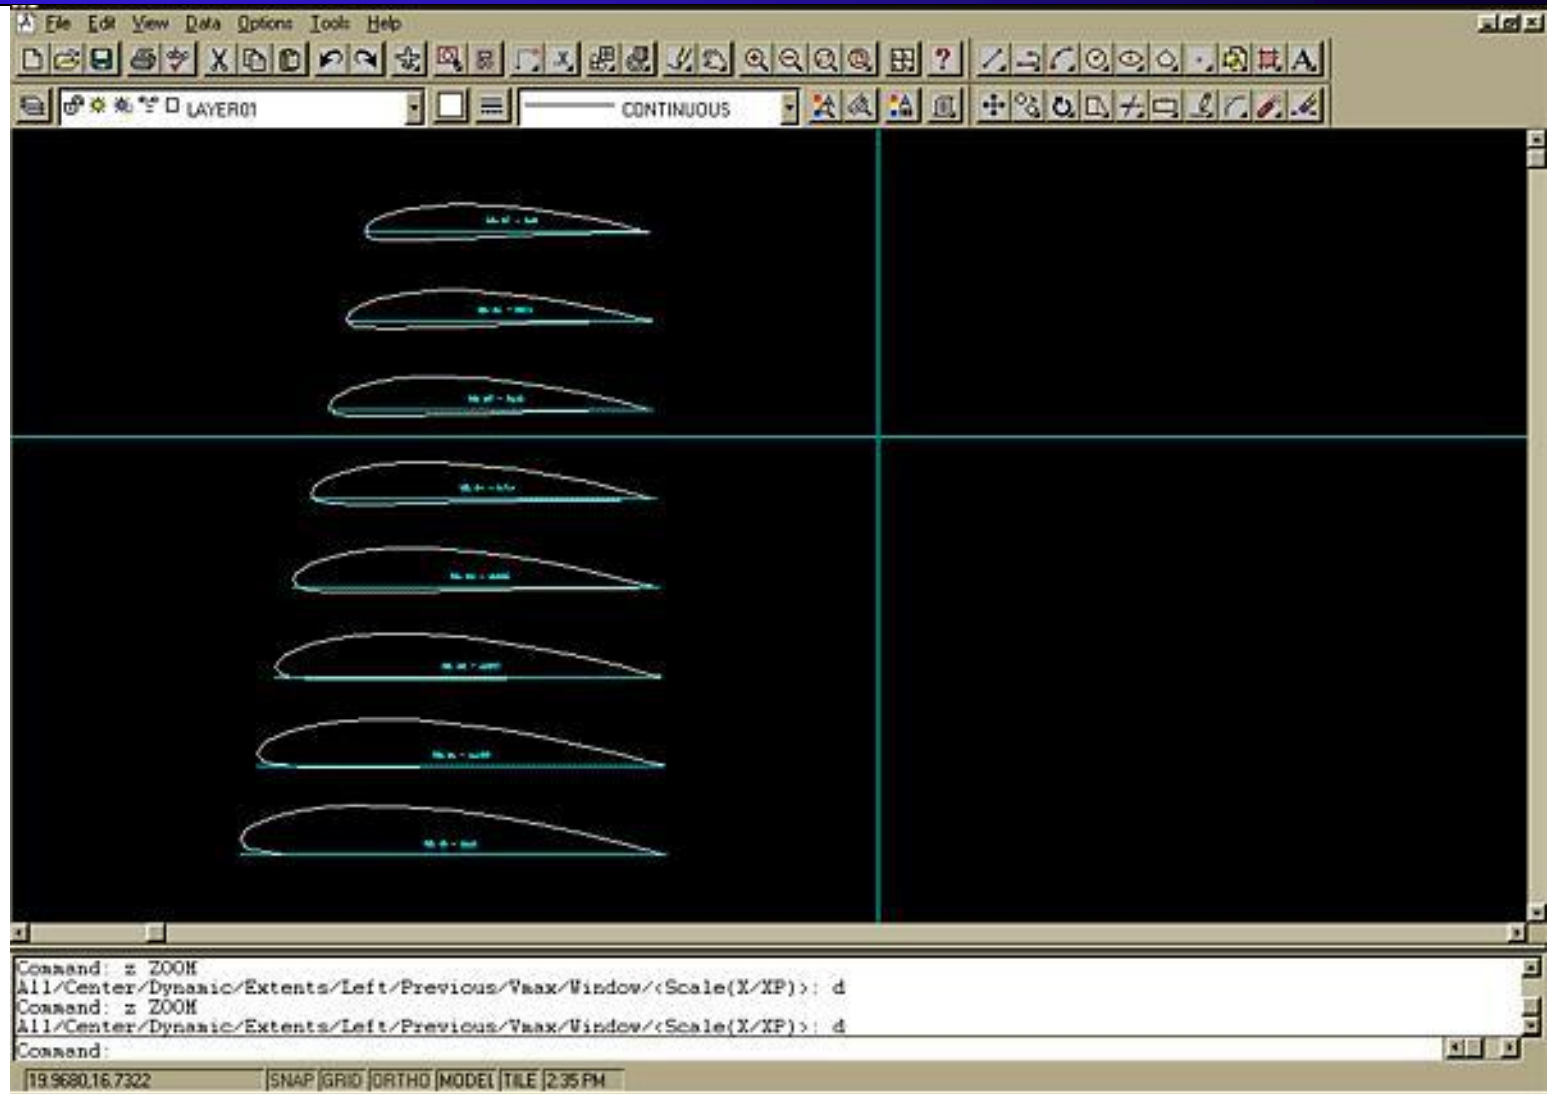 File Edit View Data Options Tools Help
LAYER01
CONTINUOUS
Command: z ZOOM
All/Center/Dynamic/Extents/Left/Previous/Vmax/Window/<Scale(X/XP)>: d
Command: z ZOOM
All/Center/Dynamic/Extents/Left/Previous/Vmax/Window/<Scale(X/XP)>: d
Command:
19.9680,16.7322 SNAP GRID ORTHO MODEL TILE 2:35 PM